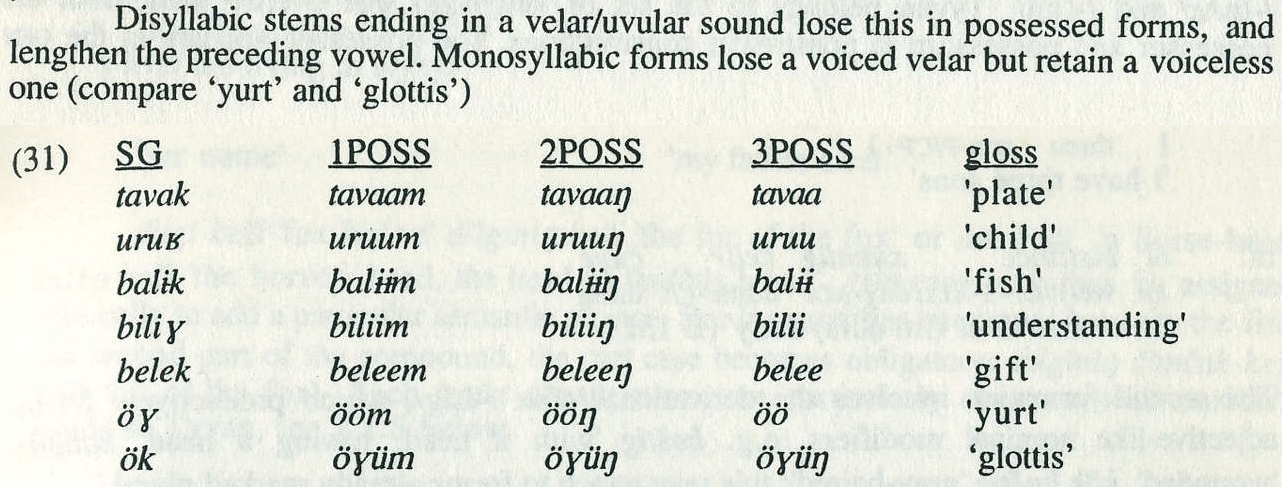 Disyllabic stems ending in a velar/uvular sound lose this in possessed forms, and
lengthen the preceding vowel. Monosyllabic forms lose a voiced velar but retain a voiceless
one (compare 'yurt' and 'glottis')
(31) SG 1POSS 2POSS 3POSS gloss
tavak tavaam tavaaŋ tavaa 'plate'
uruʁ uruum uruuŋ uruu 'child'
balɨk balɨɨm balɨɨŋ balɨɨ 'fish'
biliɣ biliim biliiŋ bilii 'understanding'
belek beleem beleeŋ belee 'gift'
öɣ ööm ööŋ öö 'yurt'
ök öɣüm öɣüŋ öɣü 'glottis'